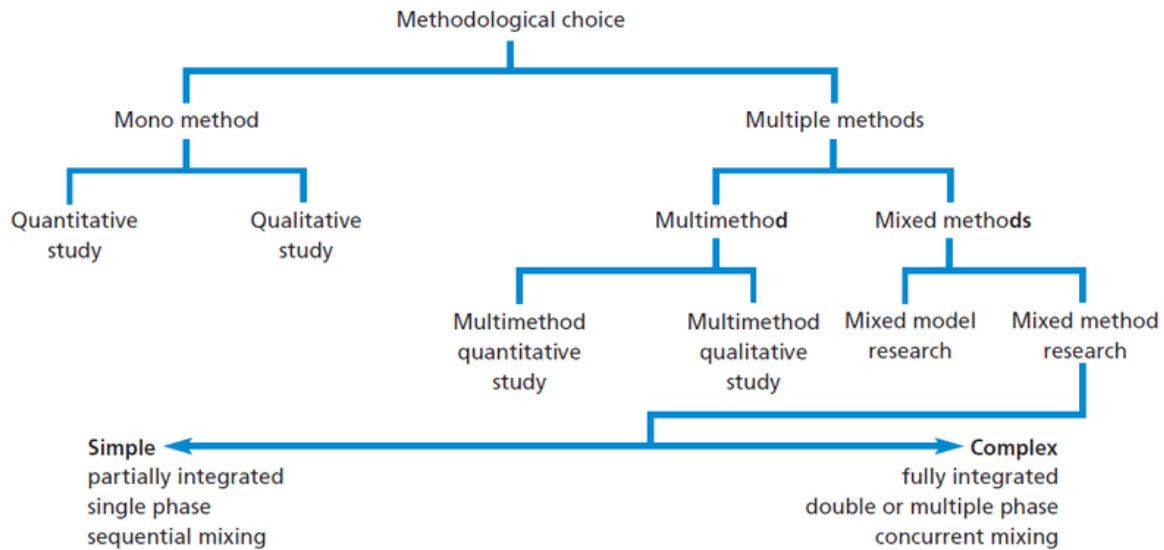 Methodological choice
Mono method
Multiple methods
Quantitative
study
Qualitative
study
Multimethod
Mixed methods
Multimethod
quantitative
study
Multimethod
qualitative
study
Mixed model
research
Mixed method
research
Simple
partially integrated
single phase
sequential mixing
Complex
fully integrated
double or multiple phase
concurrent mixing